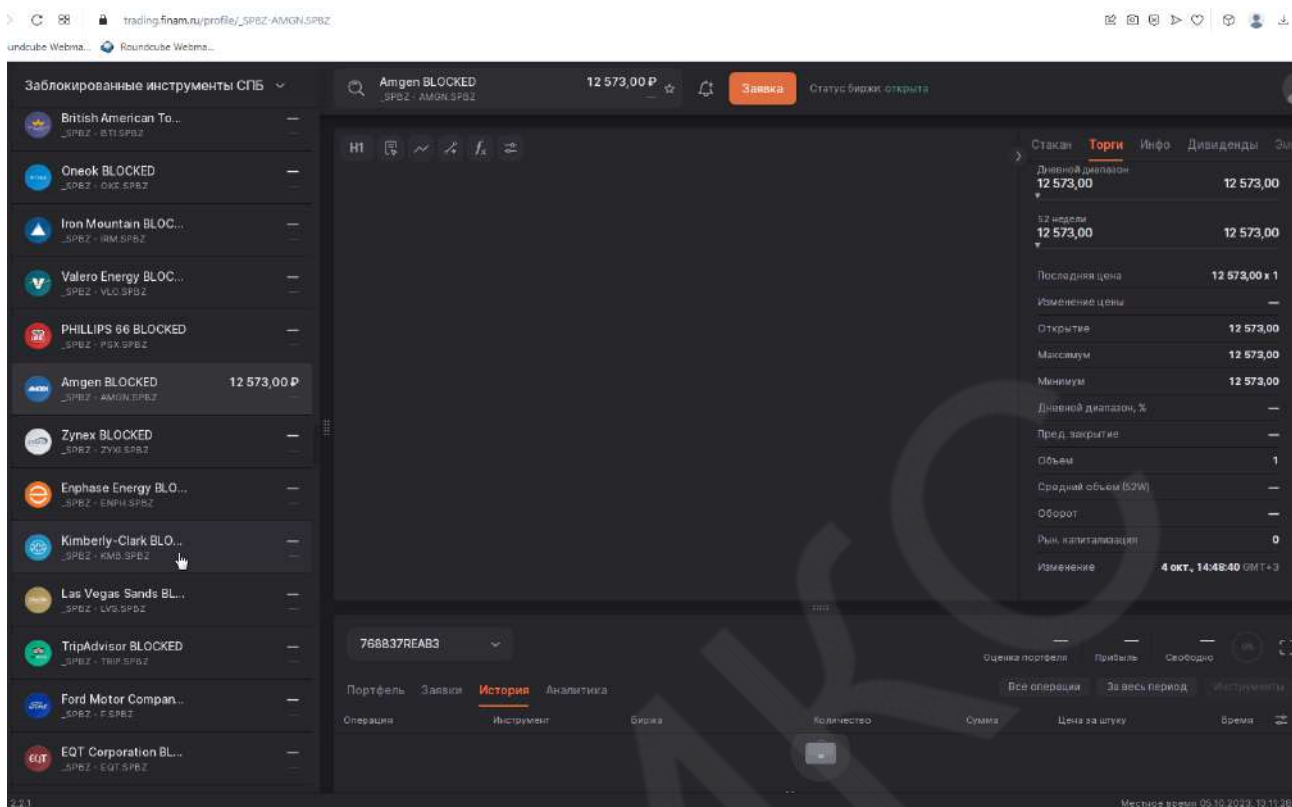 trading.finam.ru/profile/_SPBZ-AMGN.SPBZ
undcube Webma... Roundcube Webma...
Заблокированные инструменты СПБ
British American To... —
_SPBZ - BTI.SPBZ
Oneok BLOCKED —
_SPBZ - OKE.SPBZ
Iron Mountain BLOC... —
_SPBZ - IRM.SPBZ
Valero Energy BLOC... —
_SPBZ - VLO.SPBZ
PHILLIPS 66 BLOCKED —
_SPBZ - PSX.SPBZ
Amgen BLOCKED 12 573,00 ₽
_SPBZ - AMGN.SPBZ
Zynex BLOCKED —
_SPBZ - ZYXI.SPBZ
Enphase Energy BLO... —
_SPBZ - ENPH.SPBZ
Kimberly-Clark BLO... —
_SPBZ - KMB.SPBZ
Las Vegas Sands BL... —
_SPBZ - LVS.SPBZ
TripAdvisor BLOCKED —
_SPBZ - TRIP.SPBZ
Ford Motor Compan... —
_SPBZ - F.SPBZ
EQT Corporation BL... —
_SPBZ - EQT.SPBZ
2.2.1
Amgen BLOCKED 12 573,00 ₽
_SPBZ - AMGN.SPBZ —
Заявка Статус биржи: открыта
H1
Стакан Торги Инфо Дивиденды
Дневной диапазон
12 573,00 12 573,00
52 недели
12 573,00 12 573,00
Последняя цена 12 573,00 x 1
Изменение цены —
Открытие 12 573,00
Максимум 12 573,00
Минимум 12 573,00
Дневной диапазон, % —
Пред. закрытие —
Объем 1
Средний объем (52W) —
Оборот —
Рын. капитализация 0
Изменение 4 окт., 14:48:40 GMT+3
768837REAB3
— — —
Оценка портфеля Прибыль Свободно
Портфель Заявки История Аналитика
Все операции За весь период Инструменты
Операция Инструмент Биржа Количество Сумма Цена за штуку Время
Местное время 05.10.2023, 13:11:28
МКС